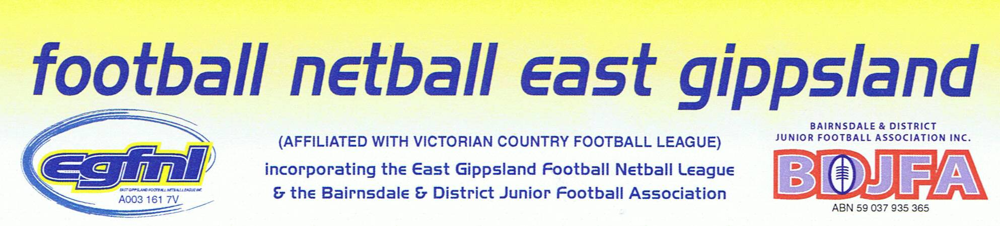 football netball east gippsland
egfnl
EAST GIPPSLAND FOOTBALL NETBALL LEAGUE INC.
A003 161 7V
(AFFILIATED WITH VICTORIAN COUNTRY FOOTBALL LEAGUE)
incorporating the East Gippsland Football Netball League
& the Bairnsdale & District Junior Football Association
BAIRNSDALE & DISTRICT
JUNIOR FOOTBALL ASSOCIATION INC.
BDJFA
ABN 59 037 935 365